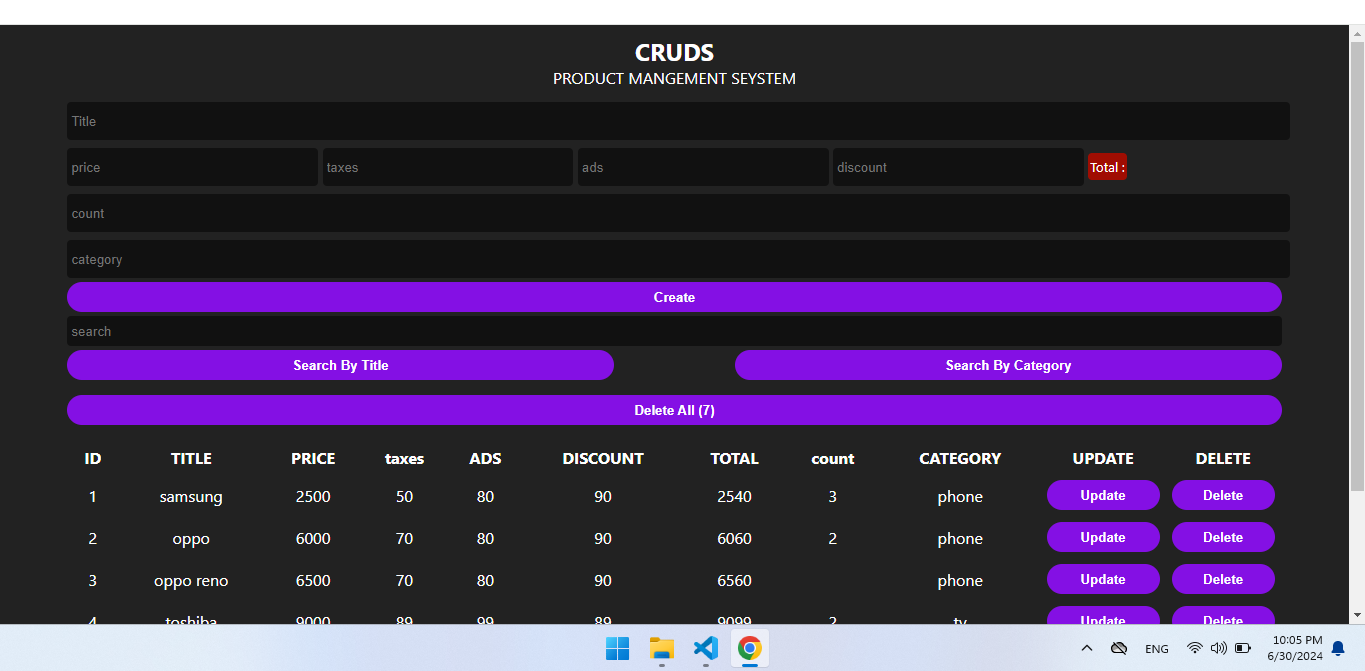 CRUDS
PRODUCT MANGEMENT SEYSTEM
Title
price taxes ads discount Total :
count
category
Create
search
Search By Title Search By Category
Delete All (7)
ID TITLE PRICE taxes ADS DISCOUNT TOTAL count CATEGORY UPDATE DELETE
1 samsung 2500 50 80 90 2540 3 phone Update Delete
2 oppo 6000 70 80 90 6060 2 phone Update Delete
3 oppo reno 6500 70 80 90 6560 phone Update Delete
4 toshiba 9000 89 99 89 9099 2 tv Update Delete
ENG 10:05 PM
6/30/2024